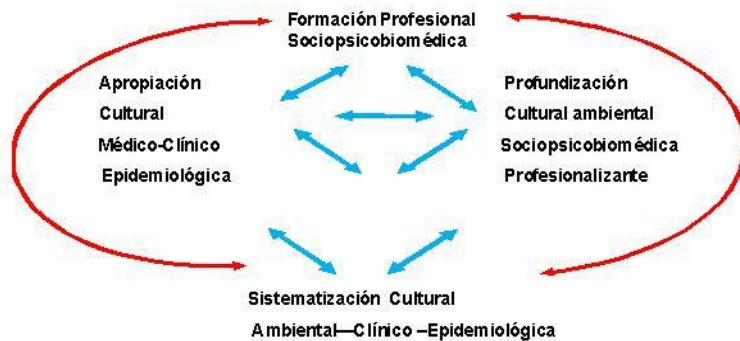 Formación Profesional
Sociopsicobiomédica
Apropiación
Cultural
Médico-Clínico
Epidemiológica
Profundización
Cultural ambiental
Sociopsicobiomédica
Profesionalizante
Sistematización Cultural
Ambiental—Clínico –Epidemiológica